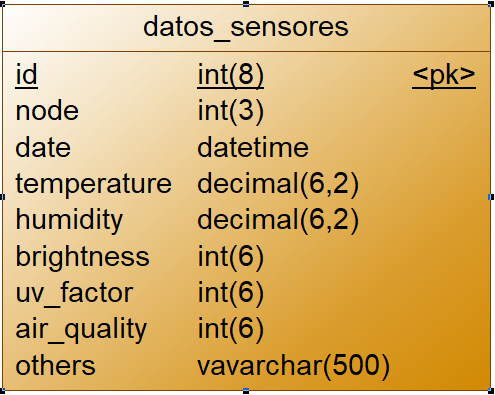 datos_sensores
id int(8) <pk>
node int(3)
date datetime
temperature decimal(6,2)
humidity decimal(6,2)
brightness int(6)
uv_factor int(6)
air_quality int(6)
others vavarchar(500)